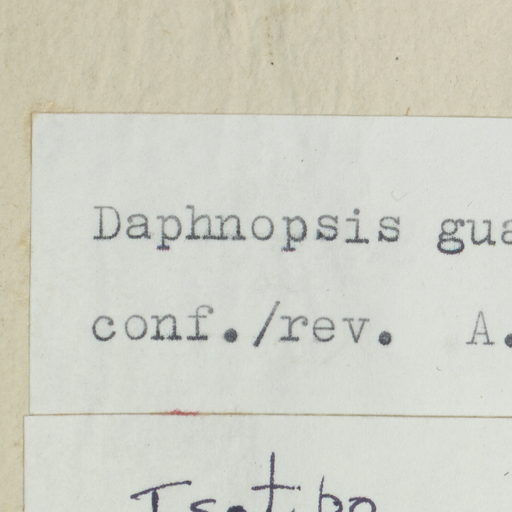 Daphnopsis gua
conf./rev. A.